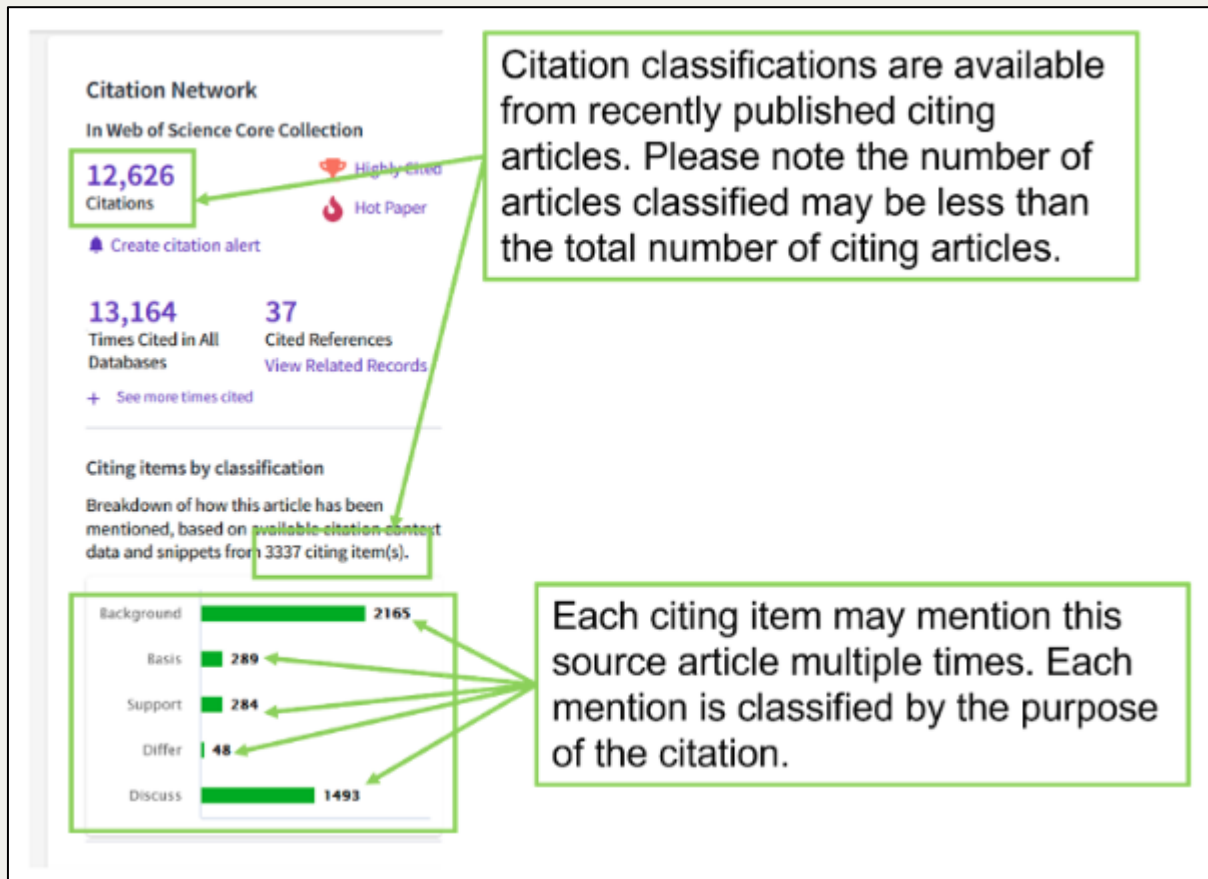 Citation Network
In Web of Science Core Collection
12,626
Citations
Highly Cited
Hot Paper
Create citation alert
13,164
Times Cited in All
Databases
37
Cited References
View Related Records
+ See more times cited
Citing items by classification
Breakdown of how this article has been
mentioned, based on available citation context
data and snippets from 3337 citing item(s).
Background 2165
Basis 289
Support 284
Differ 48
Discuss 1493
Citation classifications are available
from recently published citing
articles. Please note the number of
articles classified may be less than
the total number of citing articles.
Each citing item may mention this
source article multiple times. Each
mention is classified by the purpose
of the citation.